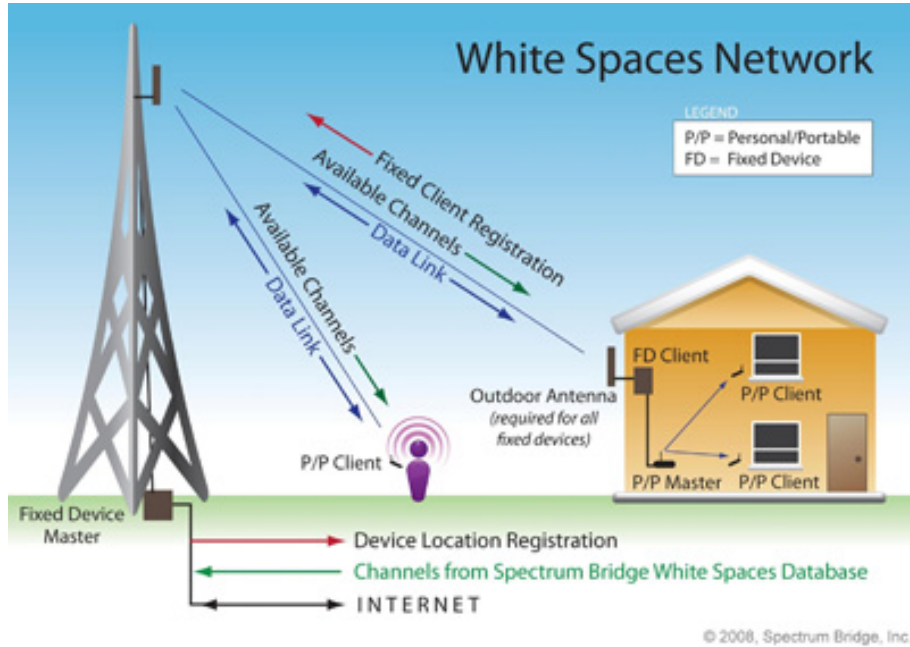 White Spaces Network
LEGEND
P/P = Personal/Portable
FD = Fixed Device
Fixed Client Registration
Available Channels
Data Link
Available Channels
Data Link
FD Client
Outdoor Antenna
(required for all
fixed devices)
P/P Client
P/P Client
P/P Master
P/P Client
Fixed Device
Master
Device Location Registration
Channels from Spectrum Bridge White Spaces Database
INTERNET
© 2008, Spectrum Bridge, Inc